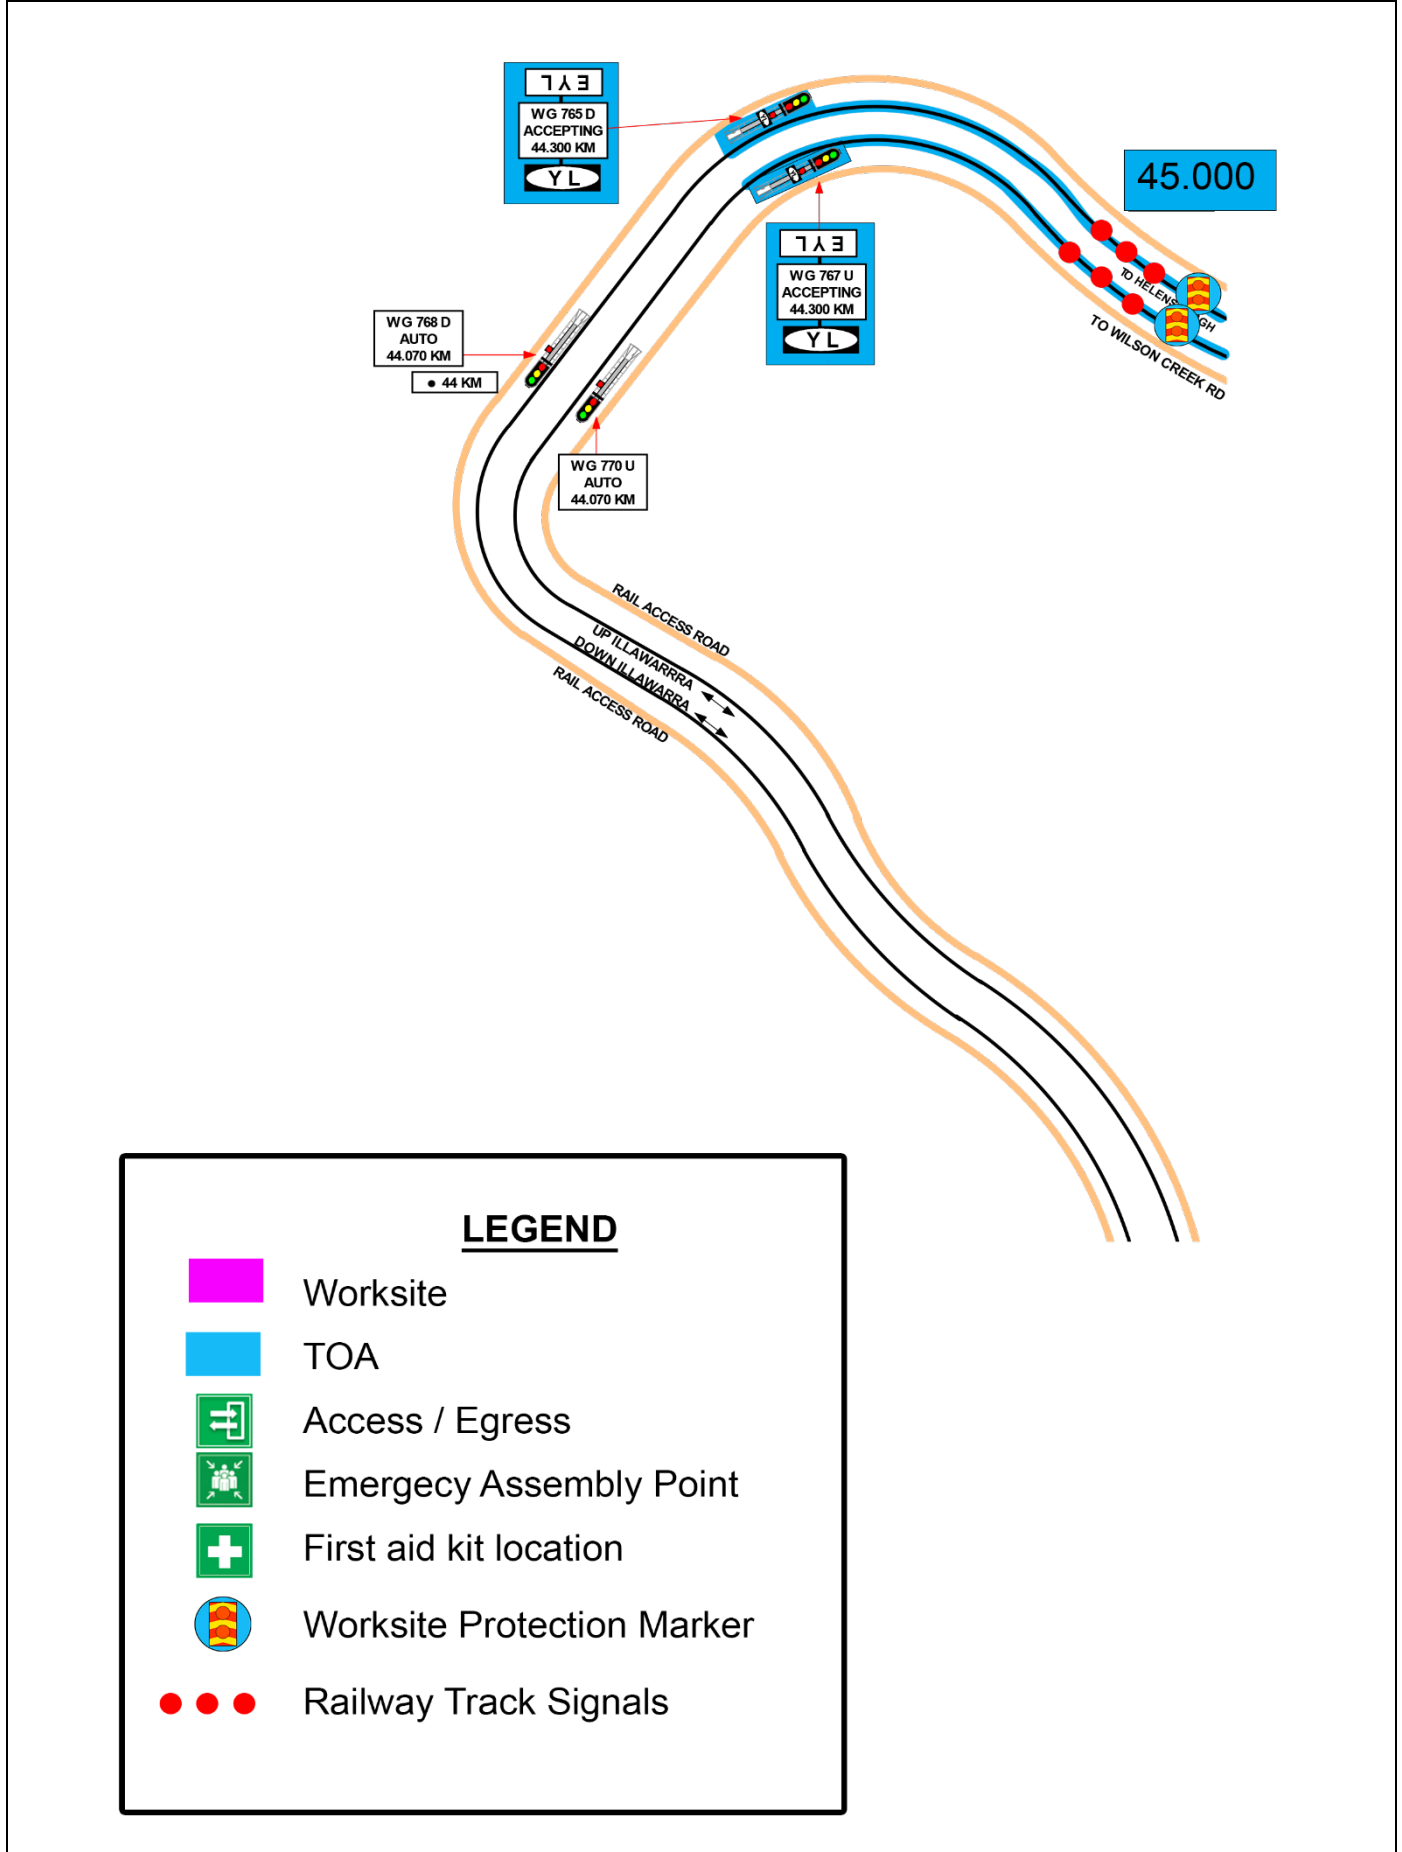 EYL
WG 765 D
ACCEPTING
44.300 KM
YL
45.000
EYL
WG 767 U
ACCEPTING
44.300 KM
YL
TO HELENS GH
TO WILSON CREEK RD
WG 768 D
AUTO
44.070 KM
● 44 KM
WG 770 U
AUTO
44.070 KM
RAIL ACCESS ROAD
UP ILLAWARRRA
DOWN ILLAWARRA
RAIL ACCESS ROAD
LEGEND
Worksite
TOA
Access / Egress
Emergecy Assembly Point
First aid kit location
Worksite Protection Marker
Railway Track Signals